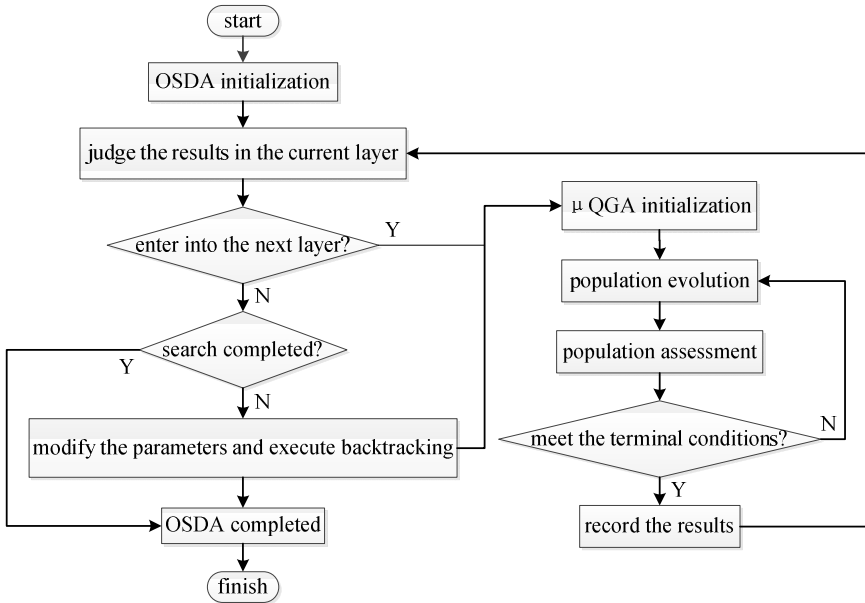 start
OSDA initialization
judge the results in the current layer
enter into the next layer?
Y
N
search completed?
Y
N
modify the parameters and execute backtracking
OSDA completed
finish
μQGA initialization
population evolution
population assessment
meet the terminal conditions?
N
Y
record the results